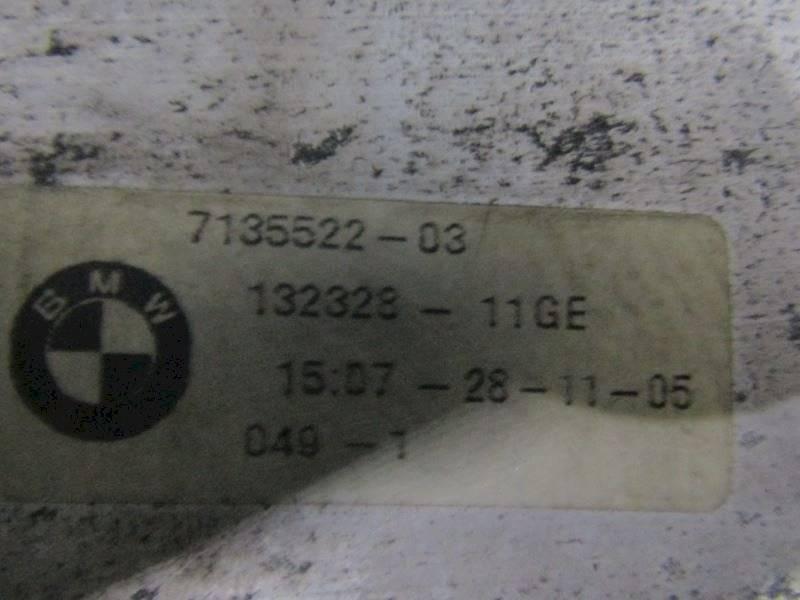 7135522-03
BMW
132328 - 11GE
15:07 - 28-11-05
049 - 1